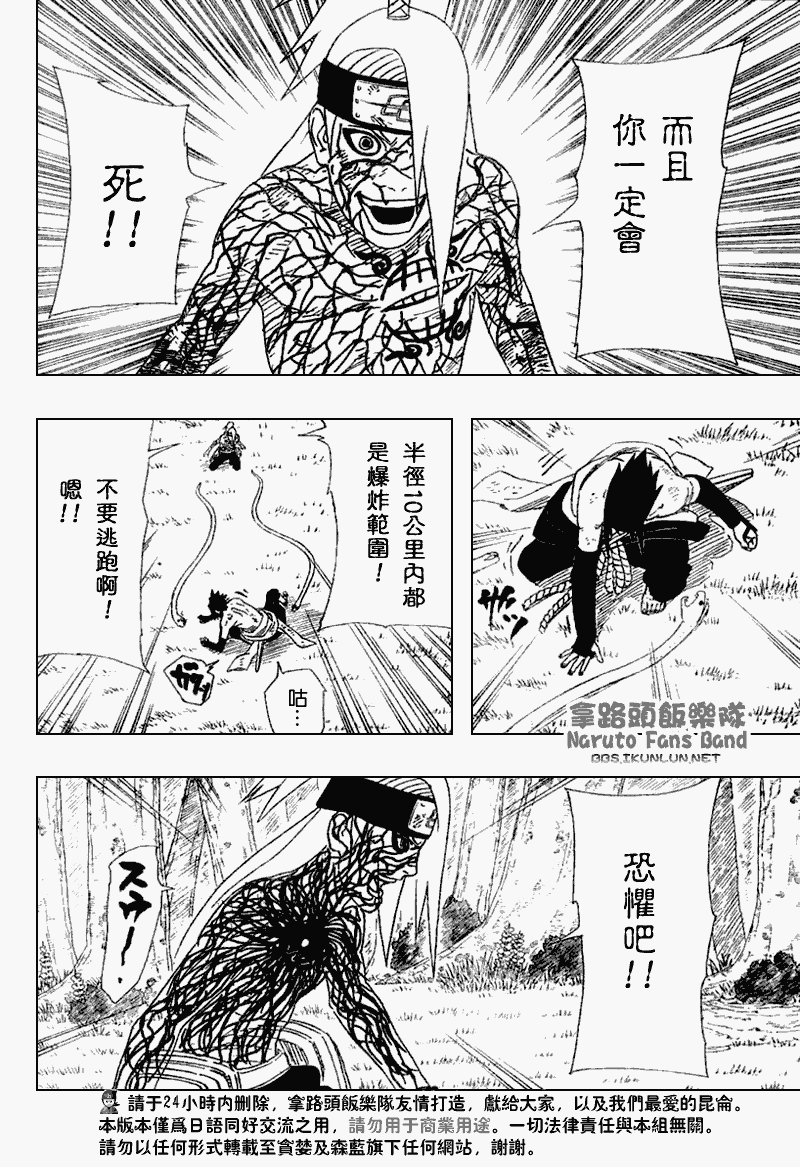 而且
你一定會
死!!
ザッ
半徑10公里內都
是爆炸範圍!
不要逃跑啊!
嗯!!
咕…
恐懼吧!!
スゥー
拿路頭飯樂隊
Naruto Fans Band
BBS.IKUNLUN.NET
請于24小時内删除，拿路頭飯樂隊友情打造，獻給大家，以及我們最愛的昆侖。
本版本僅爲日語同好交流之用，請勿用于商業用途。一切法律責任與本組無關。
請勿以任何形式轉載至貪婪及森藍旗下任何網站，謝謝。